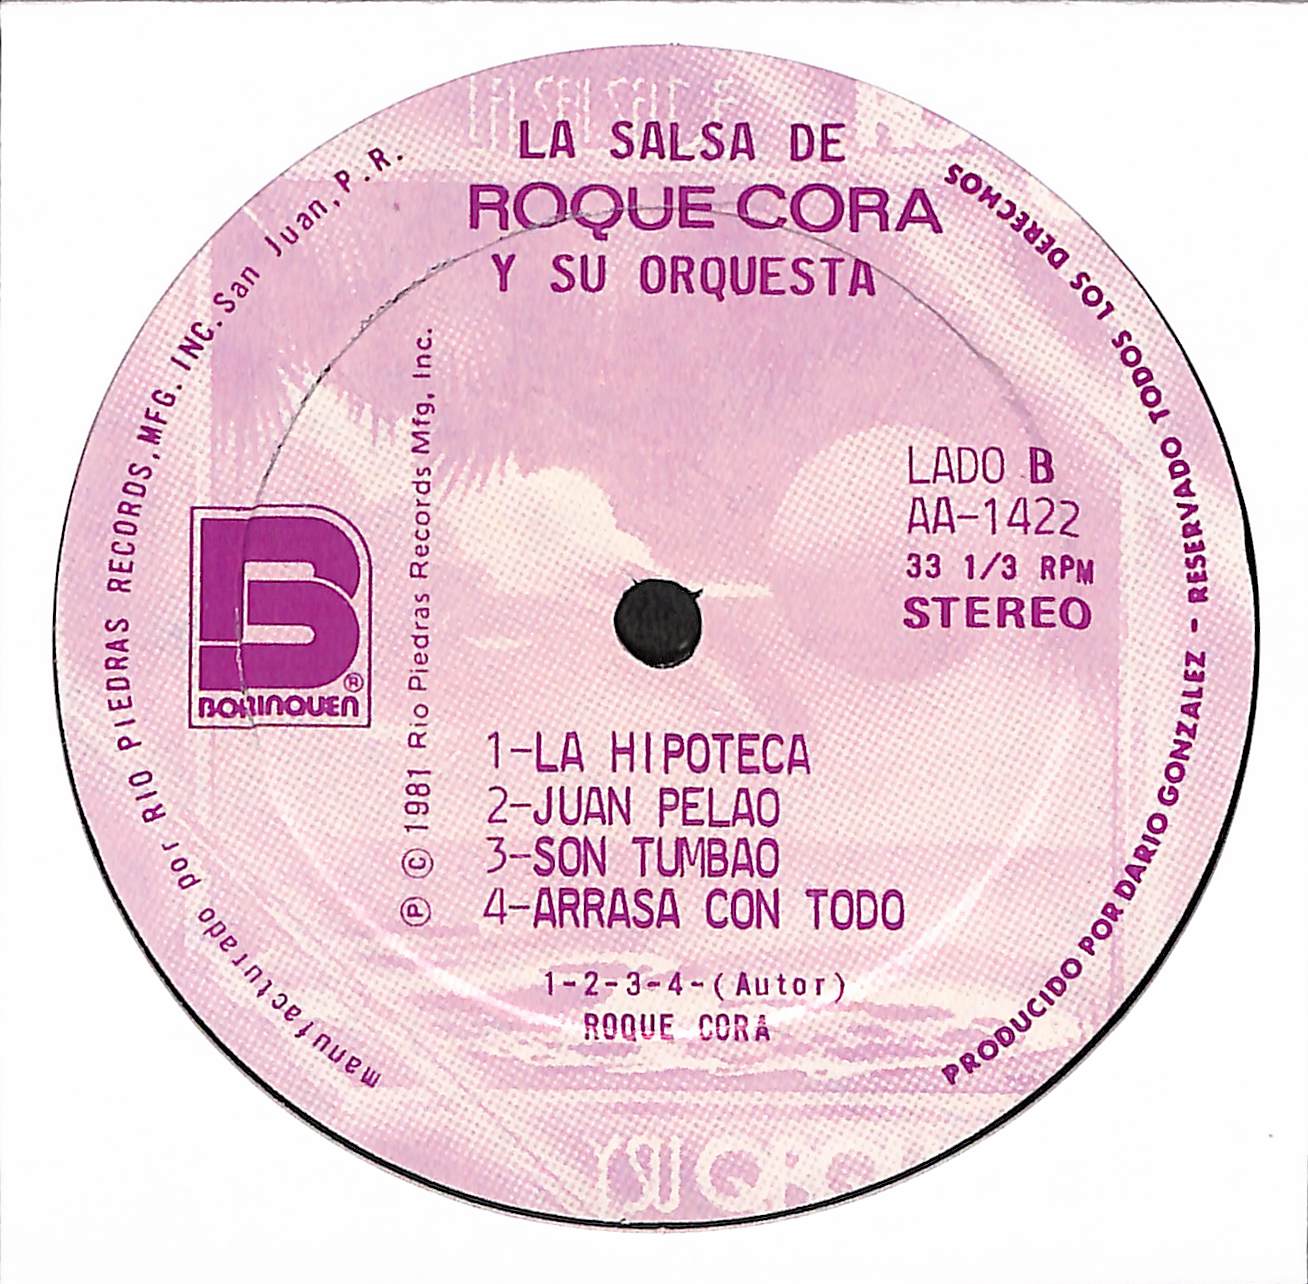 LA SALSA DE
ROQUE CORA
Y SU ORQUESTA
LADO B
AA-1422
33 1/3 RPM
STEREO
BORINQUEN ®
Ⓟ © 1981 Rio Piedras Records Mfg, Inc.
1-LA HIPOTECA
2-JUAN PELAO
3-SON TUMBAO
4-ARRASA CON TODO
1-2-3-4-(Autor)
ROQUE CORA
manufacturado por RIO PIEDRAS RECORDS, MFG. INC. San Juan, P.R.
PRODUCIDO POR DARIO GONZALEZ - RESERVADO TODOS LOS DERECHOS
Y SU